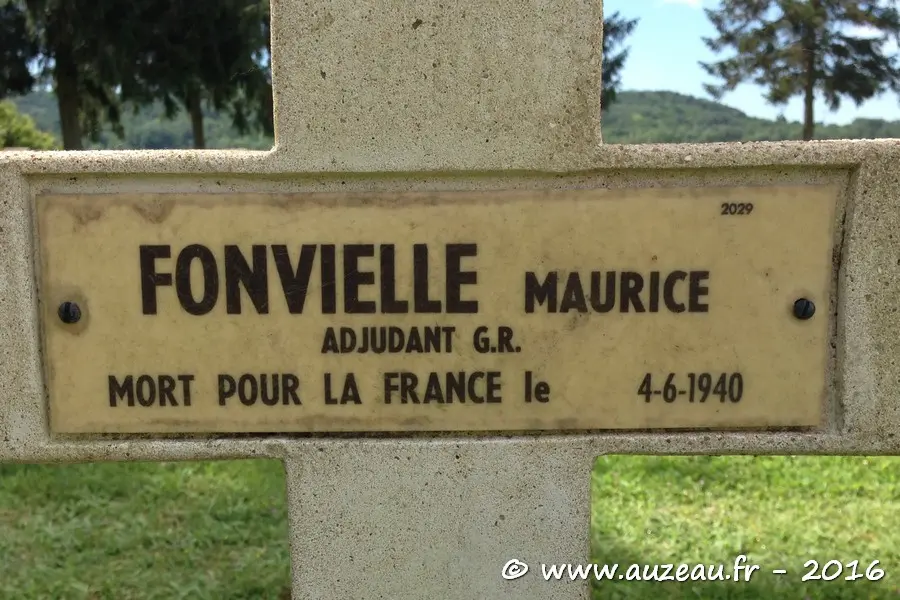 2029
FONVIELLE MAURICE
ADJUDANT G.R.
MORT POUR LA FRANCE le 4-6-1940
© www.auzeau.fr - 2016